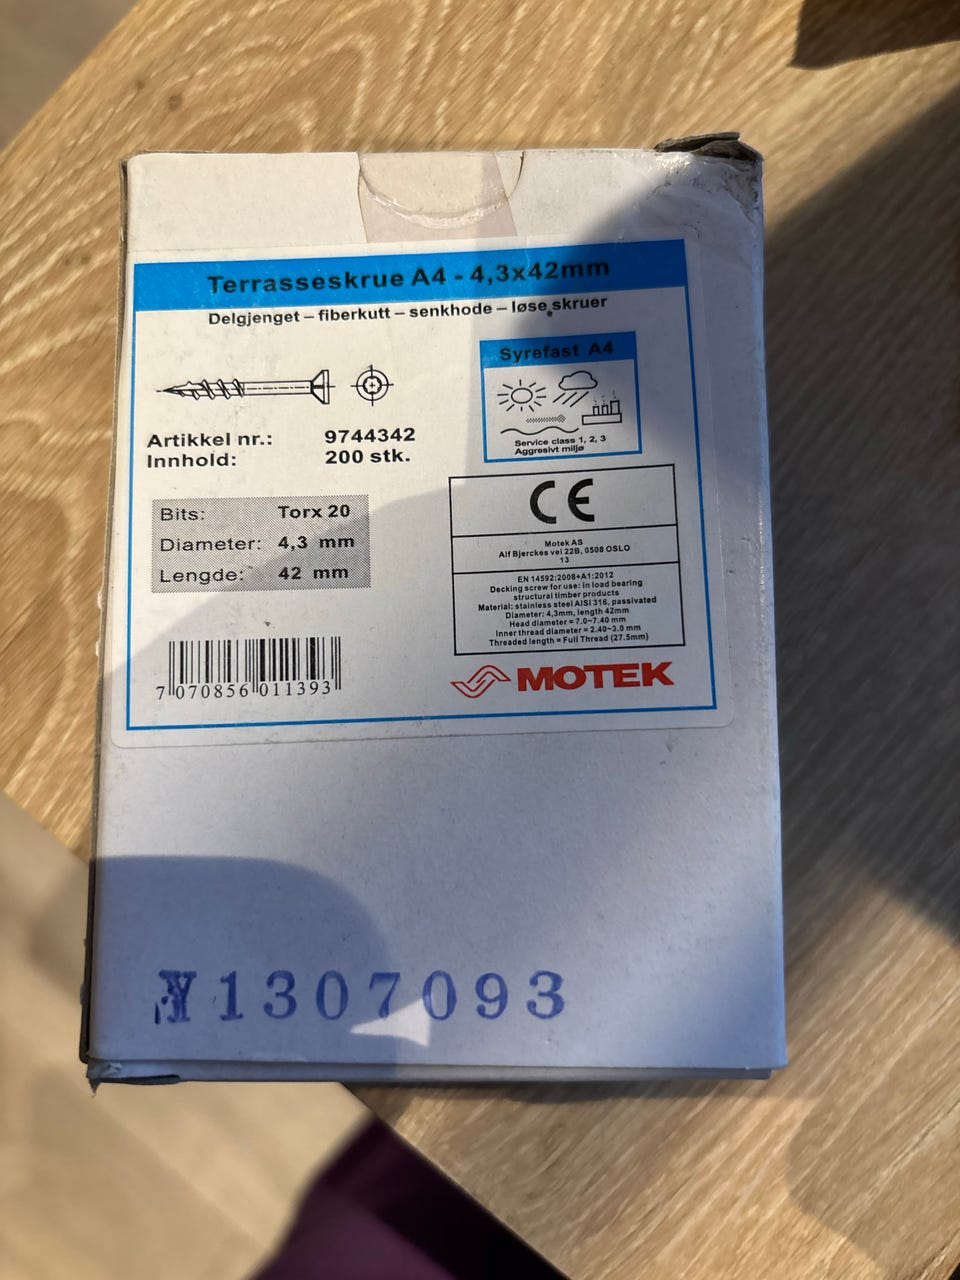 Terrasseskrue A4 - 4,3x42mm
Delgjenget – fiberkutt – senkhode – løse skruer
Syrefast A4
Service class 1, 2, 3
Aggresivt miljø
Artikkel nr.: 9744342
Innhold: 200 stk.
Bits: Torx 20
Diameter: 4,3 mm
Lengde: 42 mm
CE
Motek AS
Alf Bjerckes vei 22B, 0508 OSLO
13
EN 14592:2008+A1:2012
Decking screw for use: in load bearing
structural timber products
Material: stainless steel AISI 316, passivated
Diameter: 4,3mm, length 42mm
Head diameter = 7.0~7.40 mm
Inner thread diameter = 2.40~3.0 mm
Threaded length = Full Thread (27.5mm)
7 070856 011393
MOTEK
Y1307093